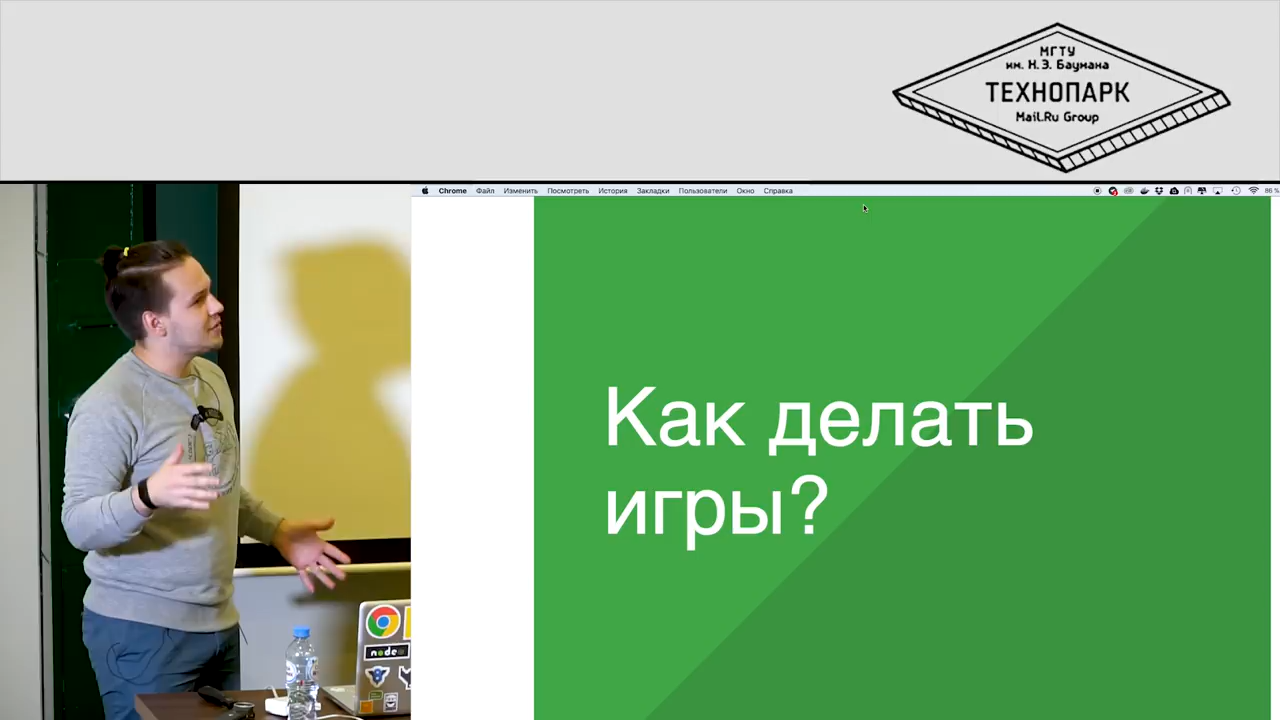 МГТУ
им. Н.Э. Баумана
ТЕХНОПАРК
Mail.Ru Group
Chrome Файл Изменить Посмотреть История Закладки Пользователи Окно Справка
86 %
Как делать
игры?
node